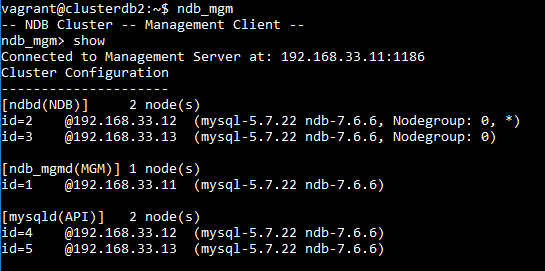 vagrant@clusterdb2:~$ ndb_mgm
-- NDB Cluster -- Management Client --
ndb_mgm> show
Connected to Management Server at: 192.168.33.11:1186
Cluster Configuration
---------------------
[ndbd(NDB)]     2 node(s)
id=2    @192.168.33.12  (mysql-5.7.22 ndb-7.6.6, Nodegroup: 0, *)
id=3    @192.168.33.13  (mysql-5.7.22 ndb-7.6.6, Nodegroup: 0)

[ndb_mgmd(MGM)] 1 node(s)
id=1    @192.168.33.11  (mysql-5.7.22 ndb-7.6.6)

[mysqld(API)]   2 node(s)
id=4    @192.168.33.12  (mysql-5.7.22 ndb-7.6.6)
id=5    @192.168.33.13  (mysql-5.7.22 ndb-7.6.6)